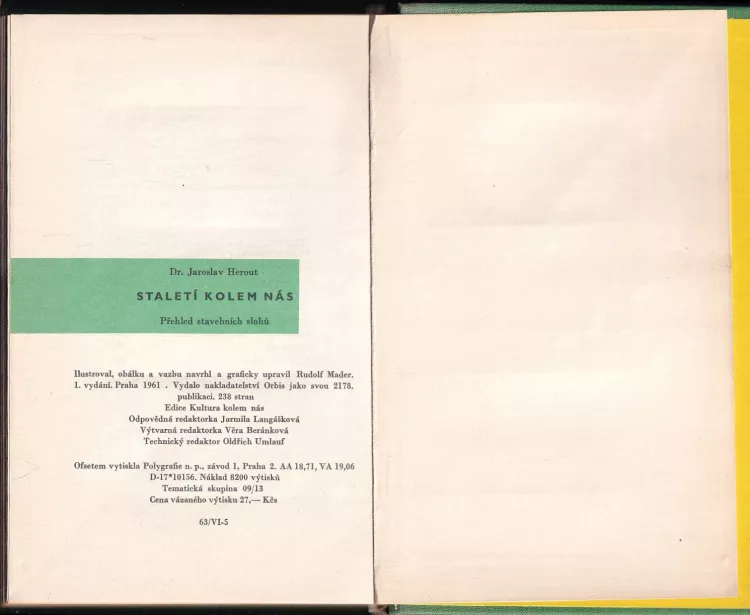 Dr. Jaroslav Herout
STALETÍ KOLEM NÁS
Přehled stavebních slohů
Ilustroval, obálku a vazbu navrhl a graficky upravil Rudolf Mader.
1. vydání. Praha 1961 . Vydalo nakladatelství Orbis jako svou 2178.
publikaci. 238 stran
Edice Kultura kolem nás
Odpovědná redaktorka Jarmila Langášková
Výtvarná redaktorka Věra Beránková
Technický redaktor Oldřich Umlauf
Ofsetem vytiskla Polygrafie n. p., závod 1, Praha 2. AA 18,71, VA 19,06
D-17*10156. Náklad 8200 výtisků
Tematická skupina 09/13
Cena vázaného výtisku 27,— Kčs
63/VI-5